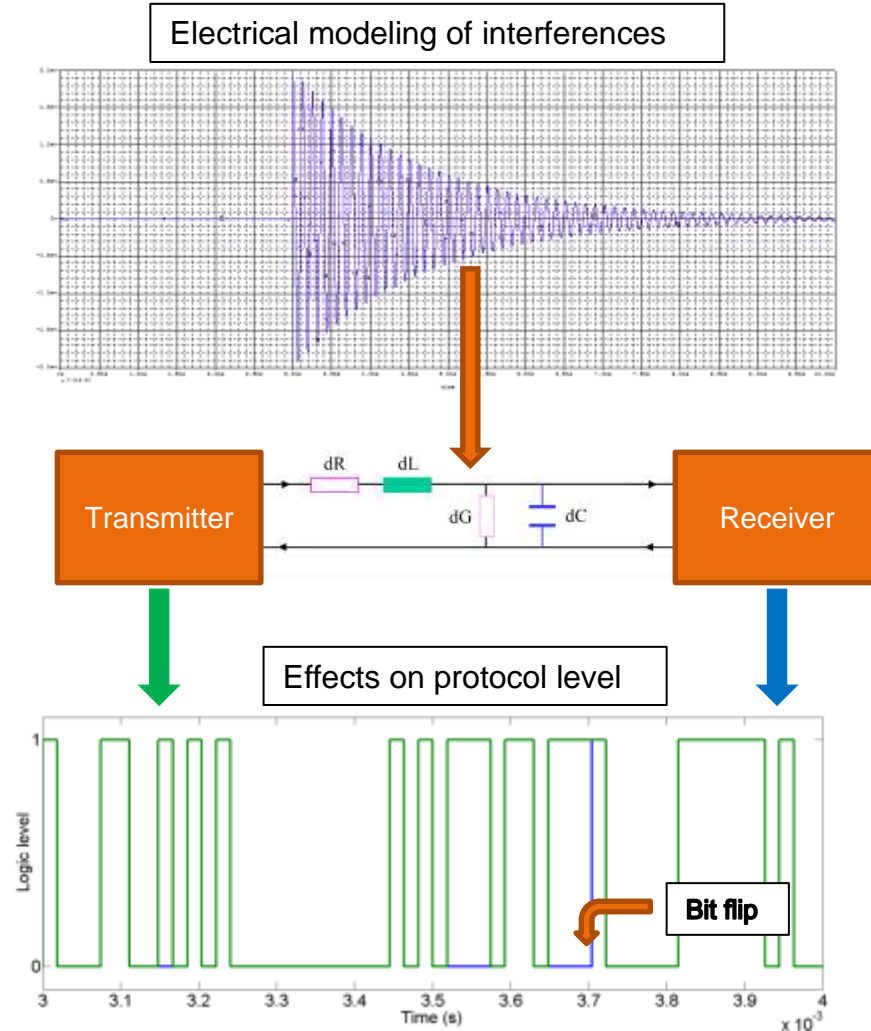 Electrical modeling of interferences
dR
dL
Transmitter
dG
dC
Receiver
Effects on protocol level
1
Logic level
Bit flip
0
3 3.1 3.2 3.3 3.4 3.5 3.6 3.7 3.8 3.9 4
Time (s)
x 10⁻³